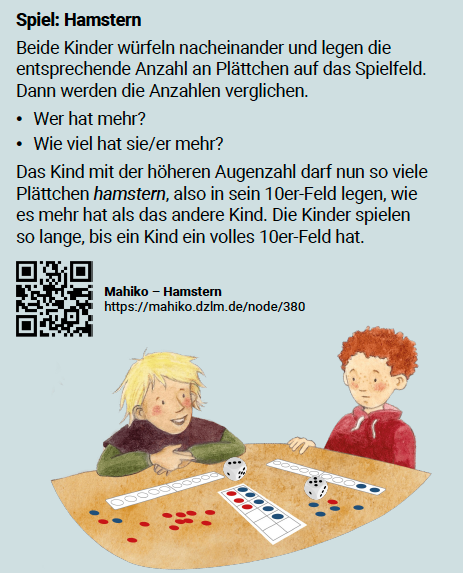 Spiel: Hamstern
Beide Kinder würfeln nacheinander und legen die
entsprechende Anzahl an Plättchen auf das Spielfeld.
Dann werden die Anzahlen verglichen.
• Wer hat mehr?
• Wie viel hat sie/er mehr?
Das Kind mit der höheren Augenzahl darf nun so viele
Plättchen hamstern, also in sein 10er-Feld legen, wie
es mehr hat als das andere Kind. Die Kinder spielen
so lange, bis ein Kind ein volles 10er-Feld hat.
Mahiko – Hamstern
https://mahiko.dzlm.de/node/380